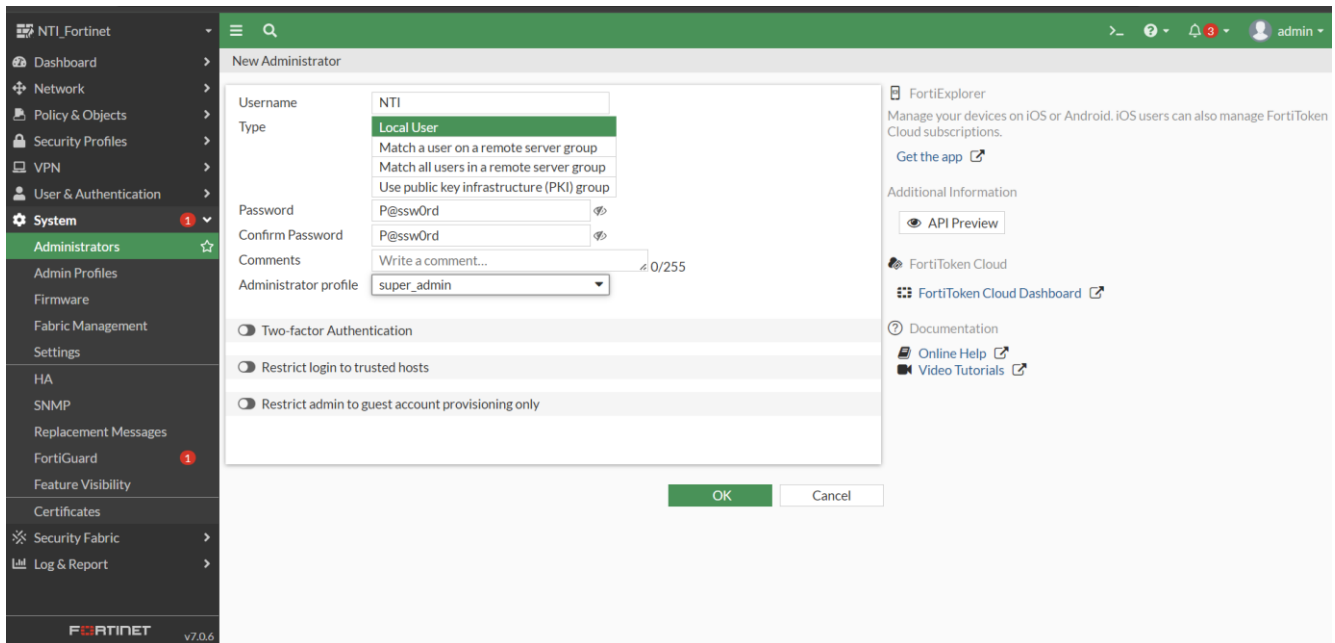 NTI_Fortinet
admin
3
Dashboard
Network
Policy & Objects
Security Profiles
VPN
User & Authentication
System 1
Administrators
Admin Profiles
Firmware
Fabric Management
Settings
HA
SNMP
Replacement Messages
FortiGuard 1
Feature Visibility
Certificates
Security Fabric
Log & Report
FORTINET v7.0.6
New Administrator
Username NTI
Type Local User
Match a user on a remote server group
Match all users in a remote server group
Use public key infrastructure (PKI) group
Password P@ssw0rd
Confirm Password P@ssw0rd
Comments Write a comment... 0/255
Administrator profile super_admin
Two-factor Authentication
Restrict login to trusted hosts
Restrict admin to guest account provisioning only
OK Cancel
FortiExplorer
Manage your devices on iOS or Android. iOS users can also manage FortiToken
Cloud subscriptions.
Get the app
Additional Information
API Preview
FortiToken Cloud
FortiToken Cloud Dashboard
Documentation
Online Help
Video Tutorials